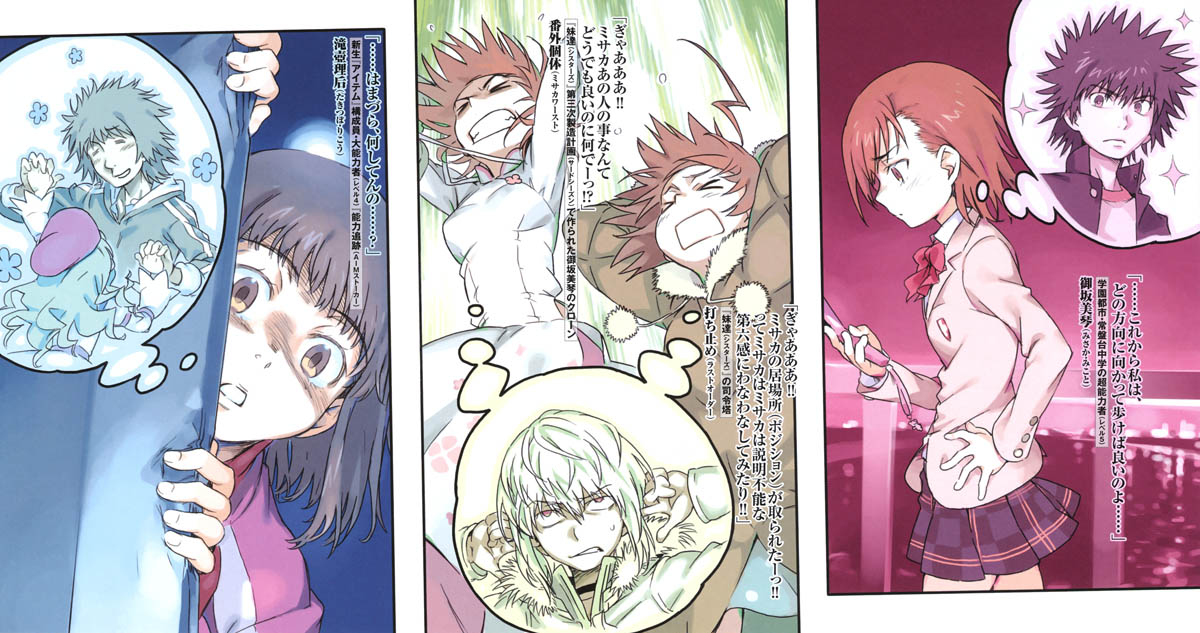 『……これから私は、
どの方向に向かって歩けば良いのよ……』
学園都市・常盤台中学の超能力者（レベル5）
御坂美琴（みさか・みこと）
『ぎゃあああ!!
ミサカあの人の事なんて
どうでも良いのに何でーっ!?』
『妹達（シスターズ）』第三次製造計画（サードシーズン）で作られた御坂美琴のクローン
番外個体（ミサカワースト）
『ぎゃあああ!!
ミサカの居場所（ポジション）が取られたーっ!!
ってミサカはミサカは説明不能な
第六感にわなわなしてみたり!!』
『妹達（シスターズ）』の司令塔
打ち止め（ラストオーダー）
『……はまづら、何してんの……？』
新生『アイテム』構成員・大能力者（レベル4）『能力追跡（AIMストーカー）』
滝壺理后（たきつぼ・りこう）